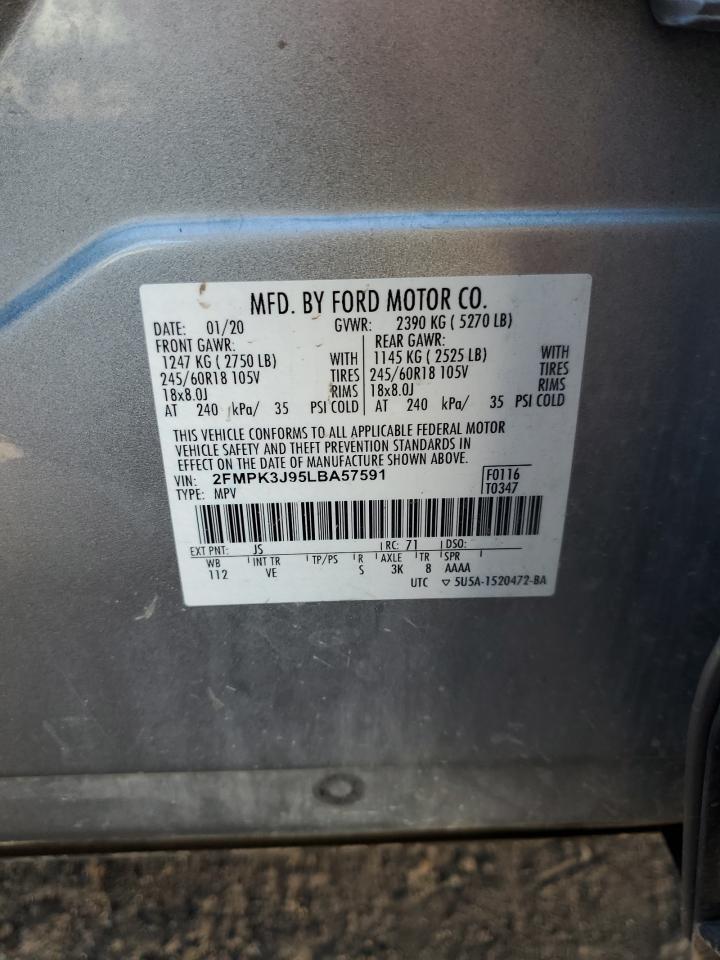 MFD. BY FORD MOTOR CO.
DATE: 01/20 GVWR: 2390 KG ( 5270 LB)
FRONT GAWR: REAR GAWR:
1247 KG ( 2750 LB) WITH 1145 KG ( 2525 LB) WITH
245/60R18 105V TIRES 245/60R18 105V TIRES
18x8.0J RIMS 18x8.0J RIMS
AT 240 kPa/ 35 PSI COLD AT 240 kPa/ 35 PSI COLD
THIS VEHICLE CONFORMS TO ALL APPLICABLE FEDERAL MOTOR
VEHICLE SAFETY AND THEFT PREVENTION STANDARDS IN
EFFECT ON THE DATE OF MANUFACTURE SHOWN ABOVE.
VIN: 2FMPK3J95LBA57591 F0116
TYPE: MPV T0347
EXT PNT: JS RC: 71 DSO:
WB INT TR TP/PS R AXLE TR SPR
112 VE S 3K 8 AAAA
UTC ▽ 5U5A-1520472-BA